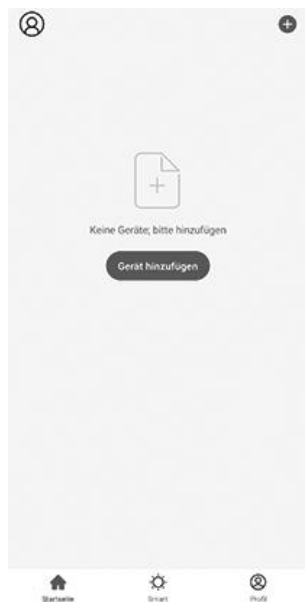 Keine Geräte; bitte hinzufügen
Gerät hinzufügen
Startseite
Smart
Profil